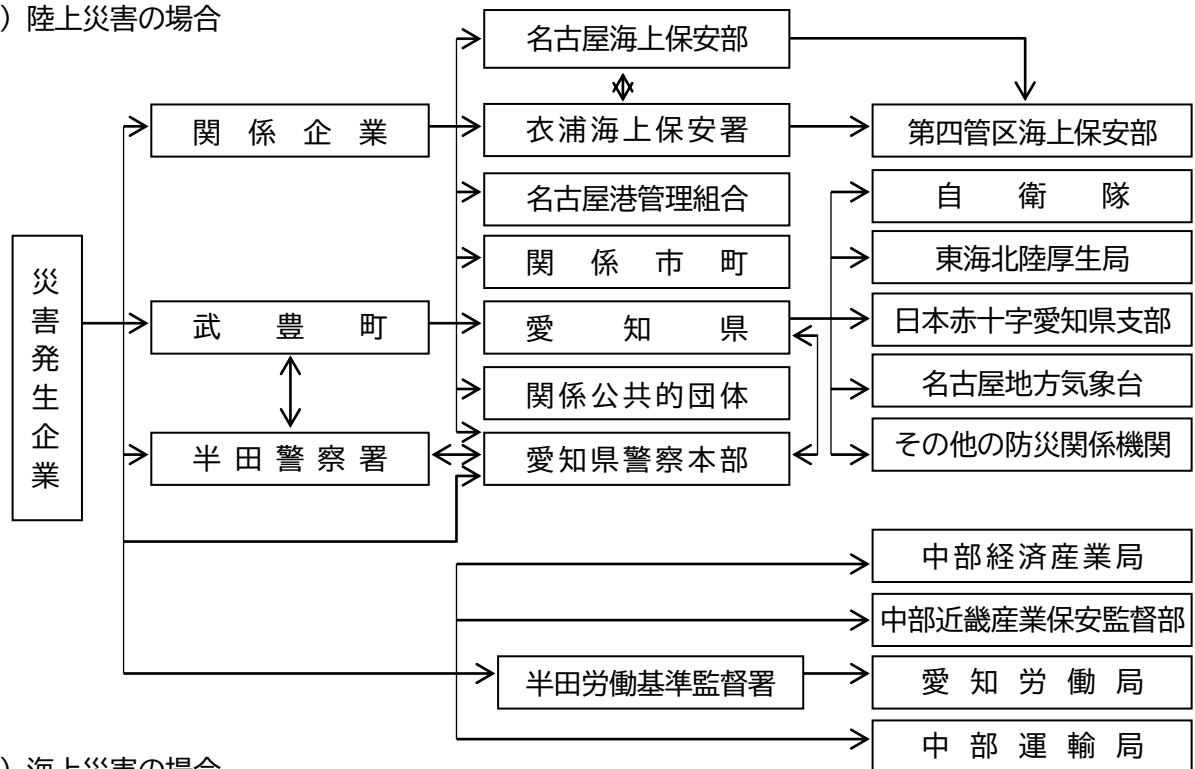 ）陸上災害の場合
名古屋海上保安部
関係企業
衣浦海上保安署
第四管区海上保安部
名古屋港管理組合
自衛隊
関係市町
東海北陸厚生局
災害発生企業
武豊町
愛知県
日本赤十字愛知県支部
関係公共的団体
名古屋地方気象台
半田警察署
愛知県警察本部
その他の防災関係機関
中部経済産業局
中部近畿産業保安監督部
半田労働基準監督署
愛知労働局
中部運輸局
）海上災害の場合